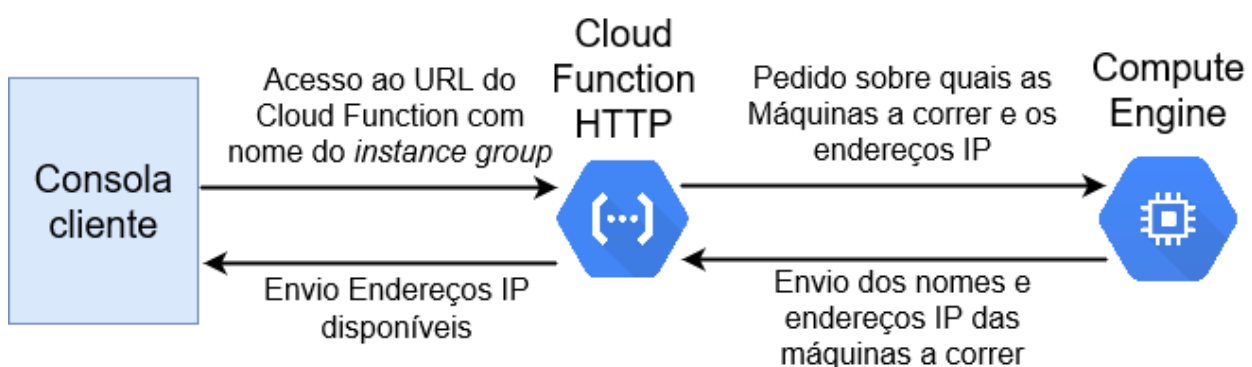 Consola
cliente
Acesso ao URL do
Cloud Function com
nome do instance group
Envio Endereços IP
disponíveis
Cloud
Function
HTTP
Pedido sobre quais as
Máquinas a correr e os
endereços IP
Envio dos nomes e
endereços IP das
máquinas a correr
Compute
Engine